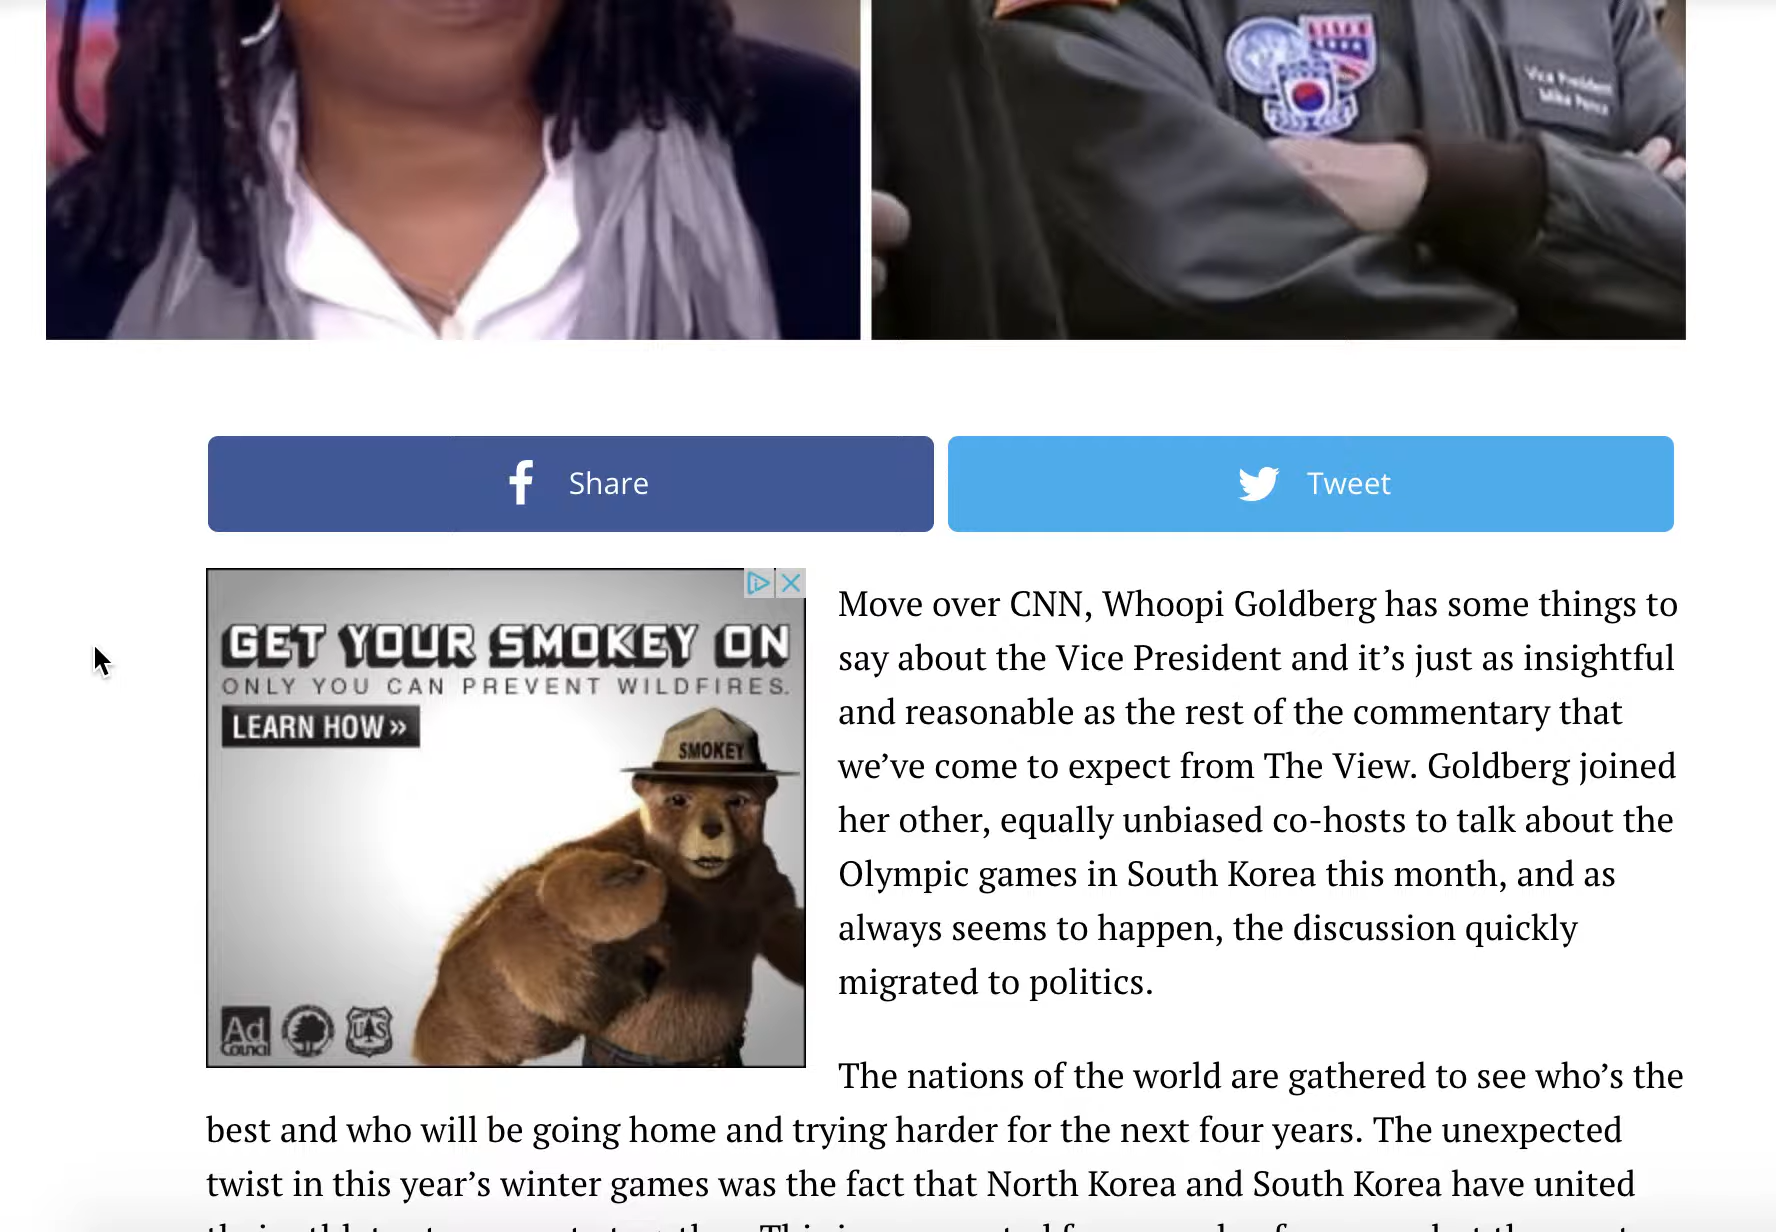 Vice President
Mike Pence
Share
Tweet
GET YOUR SMOKEY ON
ONLY YOU CAN PREVENT WILDFIRES.
LEARN HOW »
SMOKEY
Ad
Council
U S
Move over CNN, Whoopi Goldberg has some things to
say about the Vice President and it’s just as insightful
and reasonable as the rest of the commentary that
we’ve come to expect from The View. Goldberg joined
her other, equally unbiased co-hosts to talk about the
Olympic games in South Korea this month, and as
always seems to happen, the discussion quickly
migrated to politics.
The nations of the world are gathered to see who’s the
best and who will be going home and trying harder for the next four years. The unexpected
twist in this year’s winter games was the fact that North Korea and South Korea have united